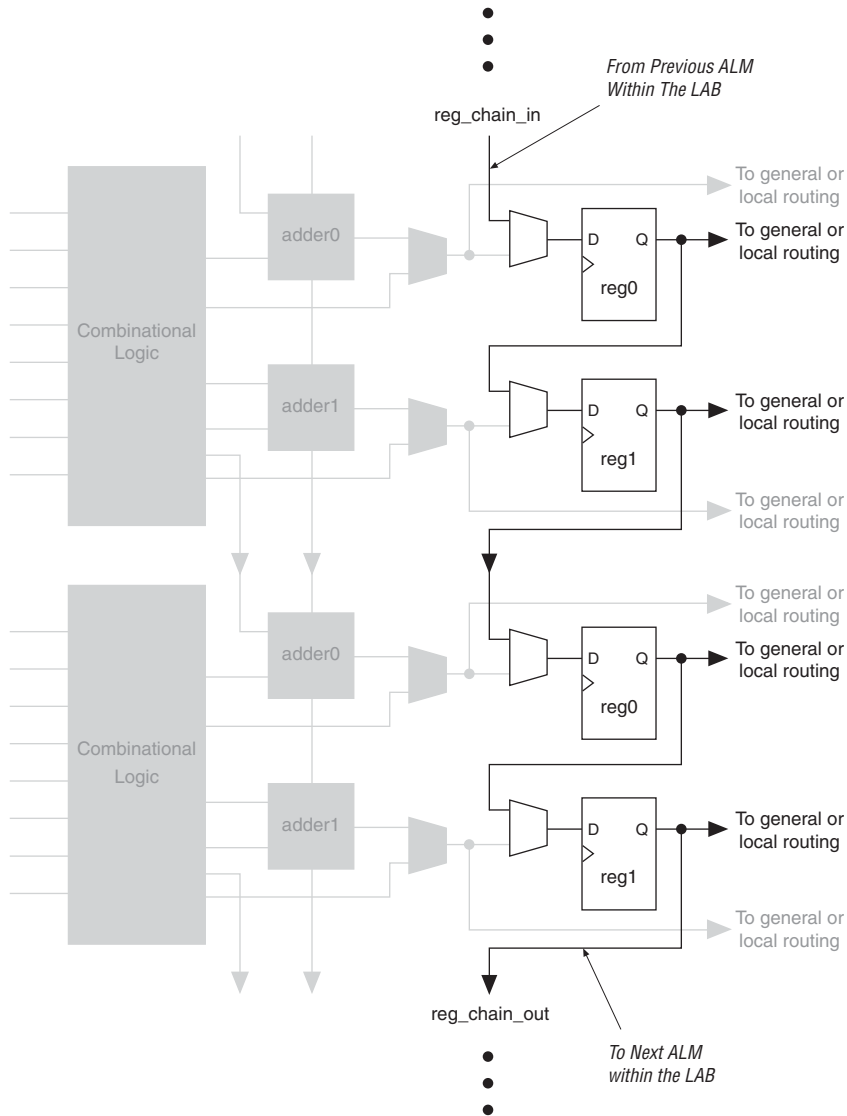 From Previous ALM
Within The LAB
reg_chain_in
To general or
local routing
adder0
To general or
local routing
D Q
reg0
Combinational
Logic
adder1
To general or
local routing
D Q
reg1
To general or
local routing
To general or
local routing
adder0
To general or
local routing
D Q
reg0
Combinational
Logic
adder1
To general or
local routing
D Q
reg1
To general or
local routing
reg_chain_out
To Next ALM
within the LAB